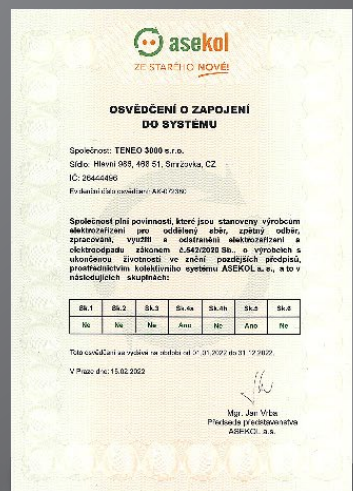 asekol
ZE STARÉHO NOVÉ!
OSVĚDČENÍ O ZAPOJENÍ
DO SYSTÉMU
Společnost: TENEO 3000 s.r.o.
Sídlo: Hlavní 966, 468 51, Smržovka, CZ
IČ: 26444496
Evidenční číslo osvědčení: AK-072380
Společnost plní povinnosti, které jsou stanoveny výrobcům
elektrozařízení pro oddělený sběr, zpětný odběr,
zpracování, využití a odstranění elektrozařízení a
elektroodpadu zákonem č.542/2020 Sb., o výrobcích s
ukončenou životností ve znění pozdějších předpisů,
prostřednictvím kolektivního systému ASEKOL a. s., a to v
následujících skupinách:
Sk.1 Sk.2 Sk.3 Sk.4a Sk.4b Sk.5 Sk.6
Ne Ne Ne Ano Ne Ano Ne
Toto osvědčení se vydává na období od 01.01.2022 do 31.12.2022.
V Praze dne: 15.02.2022
Mgr. Jan Vrba
Předseda představenstva
ASEKOL a.s.